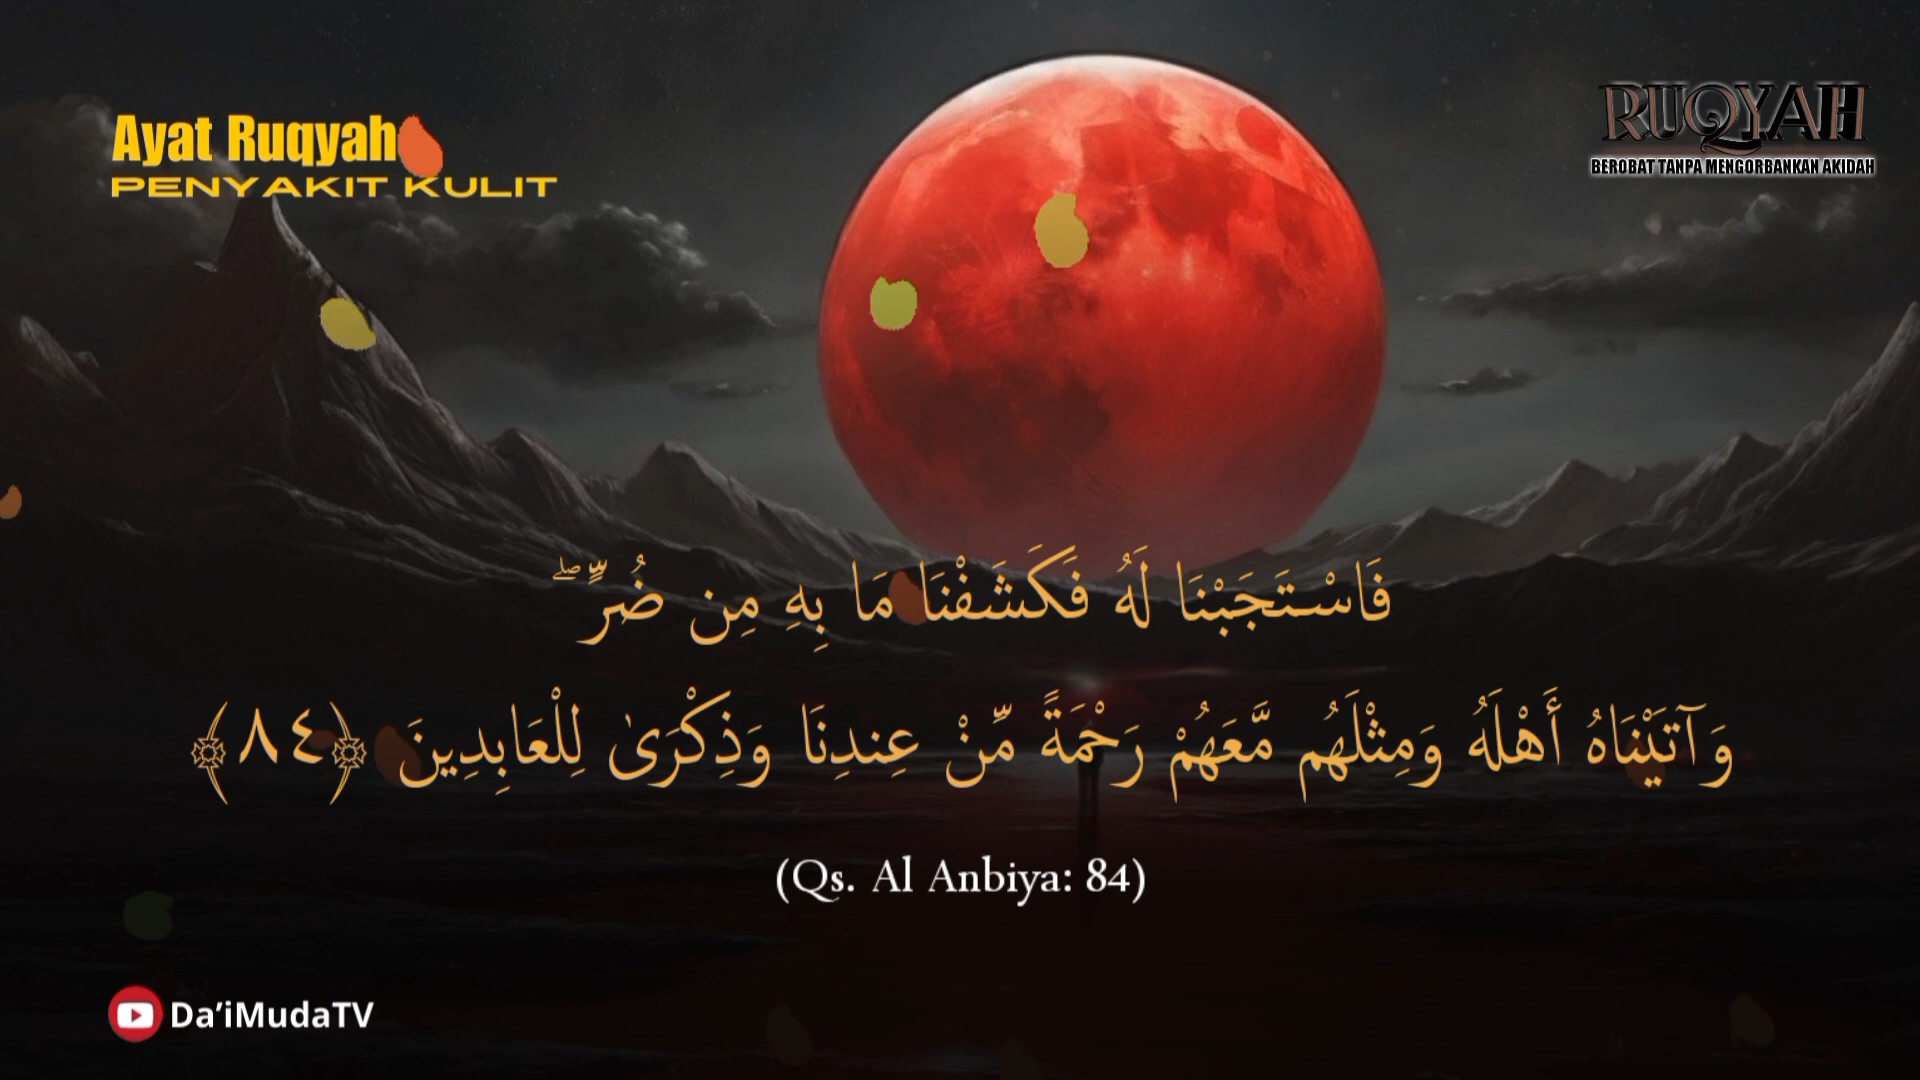 Ayat Ruqyah
PENYAKIT KULIT
RUQYAH
BEROBAT TANPA MENGORBANKAN AKIDAH
فَاسْتَجَبْنَا لَهُ فَكَشَفْنَا مَا بِهِ مِن ضُرٍّ ۖ
وَآتَيْنَاهُ أَهْلَهُ وَمِثْلَهُم مَّعَهُمْ رَحْمَةً مِّنْ عِندِنَا وَذِكْرَىٰ لِلْعَابِدِينَ ﴿٨٤﴾
(Qs. Al Anbiya: 84)
Da’iMudaTV